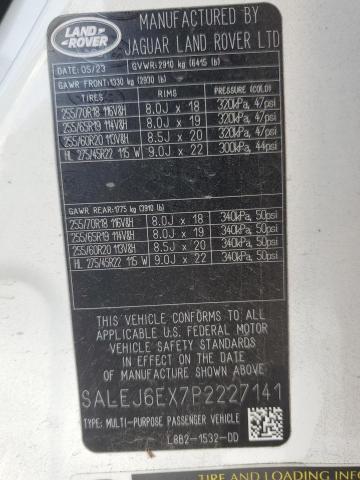 LAND ROVER
MANUFACTURED BY
JAGUAR LAND ROVER LTD
DATE: 05/23 GVWR: 2910 kg (6415 lb)
GAWR FRONT: 1330 kg (2930 lb)
TIRES RIMS PRESSURE (COLD)
255/70R18 116V&H 8.0J x 18 320kPa, 47psi
255/65R19 114V&H 8.0J x 19 320kPa, 47psi
255/60R20 113V&H 8.5J x 20 320kPa, 47psi
HL 275/45R22 115 W 9.0J x 22 300kPa, 44psi
GAWR REAR: 1775 kg (3910 lb)
255/70R18 116V&H 8.0J x 18 340kPa, 50psi
255/65R19 114V&H 8.0J x 19 340kPa, 50psi
255/60R20 113V&H 8.5J x 20 340kPa, 50psi
HL 275/45R22 115 W 9.0J x 22 340kPa, 50psi
THIS VEHICLE CONFORMS TO ALL
APPLICABLE U.S. FEDERAL MOTOR
VEHICLE SAFETY STANDARDS
IN EFFECT ON THE DATE OF
MANUFACTURE SHOWN ABOVE
SALEJ6EX7P2227141
TYPE: MULTI-PURPOSE PASSENGER VEHICLE
L8B2-1532-DD
TIRE AND LOADING INFO